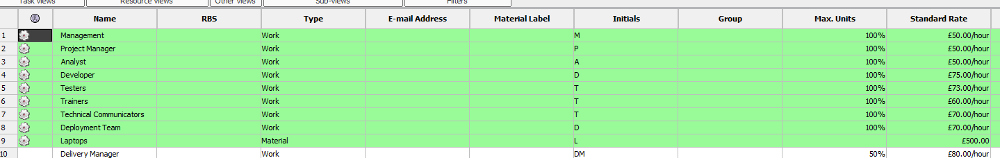 Task views Resource views Other views Sub-views Filters
Name RBS Type E-mail Address Material Label Initials Group Max. Units Standard Rate
1 Management Work M 100% £50.00/hour
2 Project Manager Work P 100% £50.00/hour
3 Analyst Work A 100% £50.00/hour
4 Developer Work D 100% £75.00/hour
5 Testers Work T 100% £73.00/hour
6 Trainers Work T 100% £60.00/hour
7 Technical Communicators Work T 100% £70.00/hour
8 Deployment Team Work D 100% £70.00/hour
9 Laptops Material L £500.00
10 Delivery Manager Work DM 50% £80.00/hour